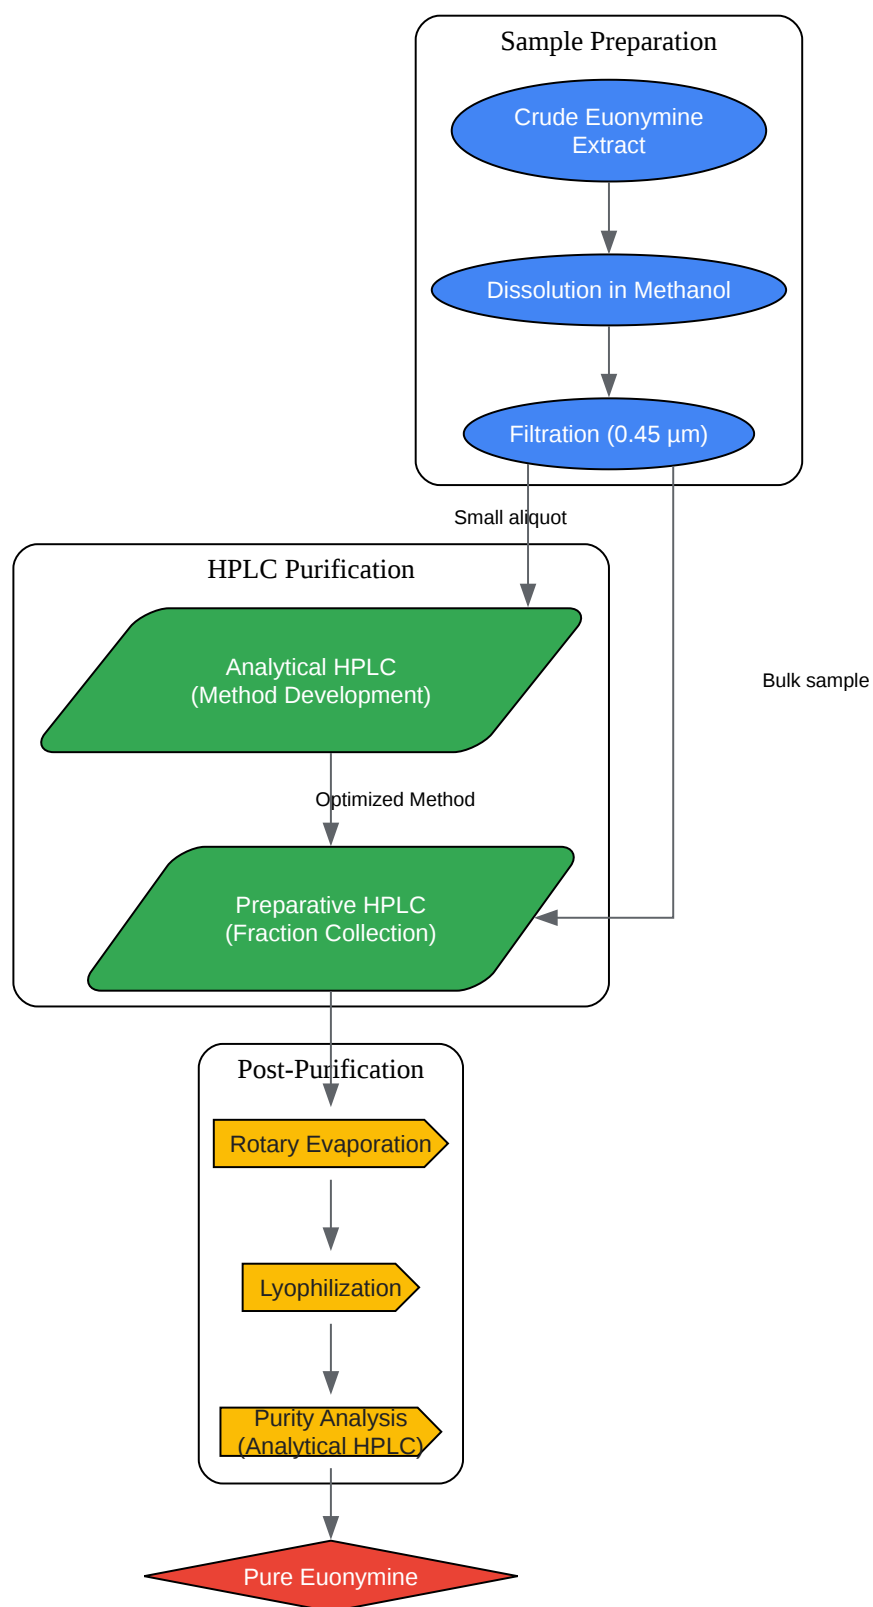 Sample Preparation
Crude Euonymine
Extract
Dissolution in Methanol
Filtration (0.45 µm)
Small aliquot
HPLC Purification
Analytical HPLC
(Method Development)
Bulk sample
Optimized Method
Preparative HPLC
(Fraction Collection)
Post-Purification
Rotary Evaporation
Lyophilization
Purity Analysis
(Analytical HPLC)
Pure Euonymine